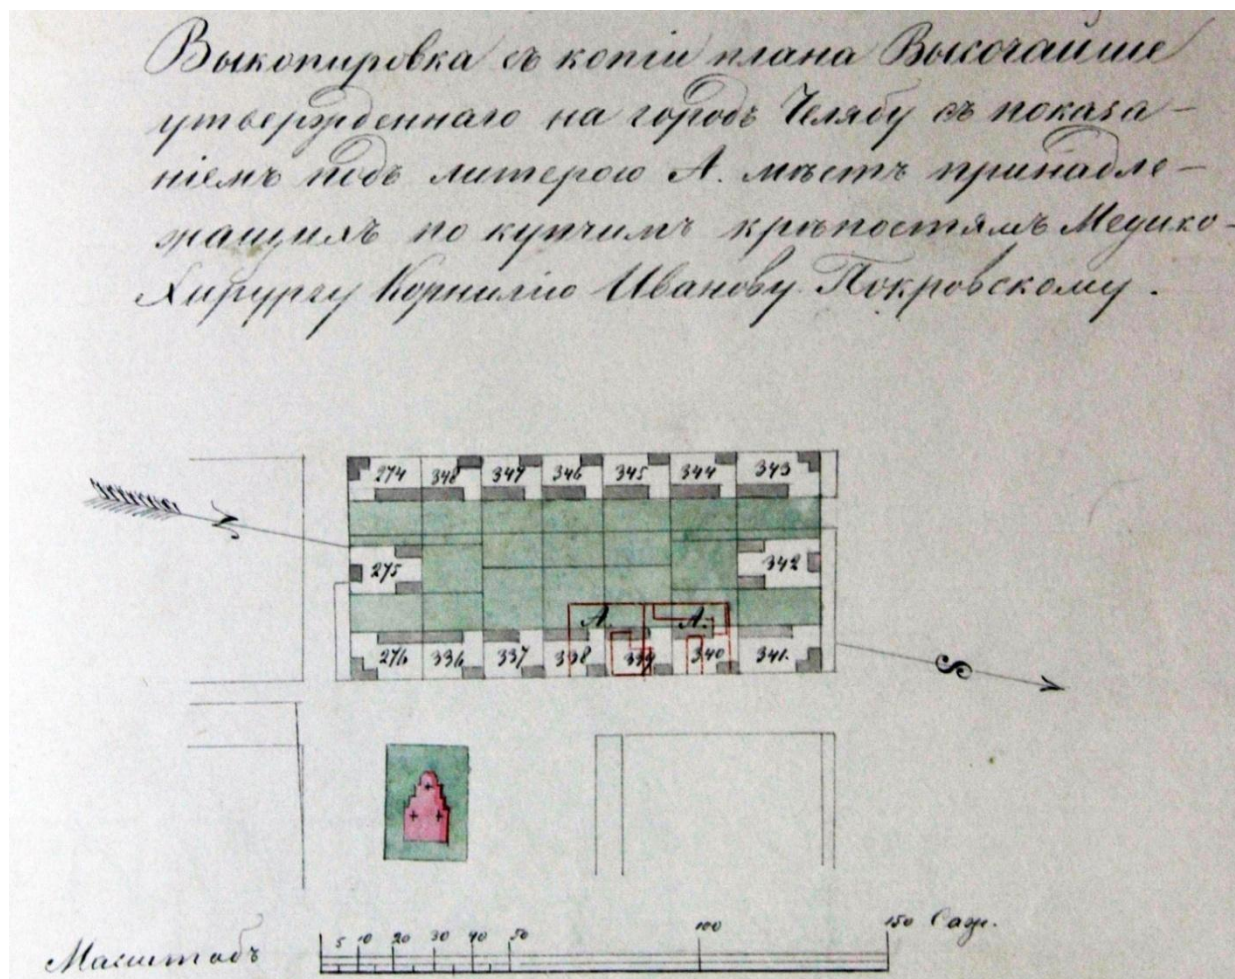 Выкопировка съ копіи плана Высочайше
утвержденнаго на городъ Челябу съ показа-
ніемъ подъ литерою А. мѣстъ принадле-
жащихъ по купчимъ крѣпостямъ Медико-
Хирургу Корнилію Иванову Покровскому.
274 348 347 346 345 344 343
N
275 342
А А.
276 336 337 338 339 340 341.
S
5 10 20 30 40 50 100 150 Саж.
Масштабъ